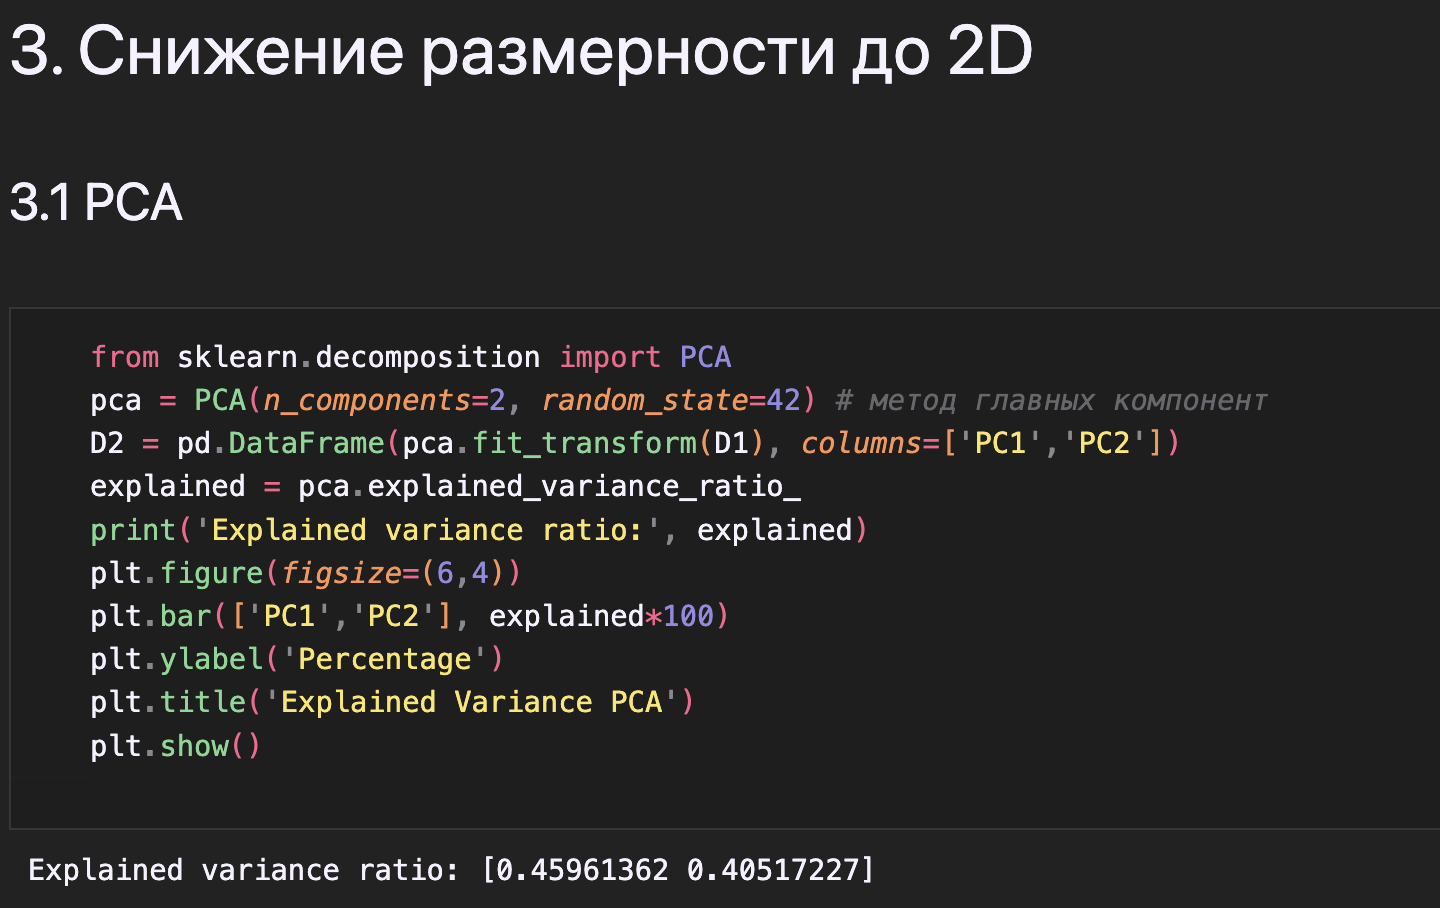 3. Снижение размерности до 2D
3.1 PCA
from sklearn.decomposition import PCA
pca = PCA(n_components=2, random_state=42) # метод главных компонент
D2 = pd.DataFrame(pca.fit_transform(D1), columns=['PC1','PC2'])
explained = pca.explained_variance_ratio_
print('Explained variance ratio:', explained)
plt.figure(figsize=(6,4))
plt.bar(['PC1','PC2'], explained*100)
plt.ylabel('Percentage')
plt.title('Explained Variance PCA')
plt.show()
Explained variance ratio: [0.45961362 0.40517227]